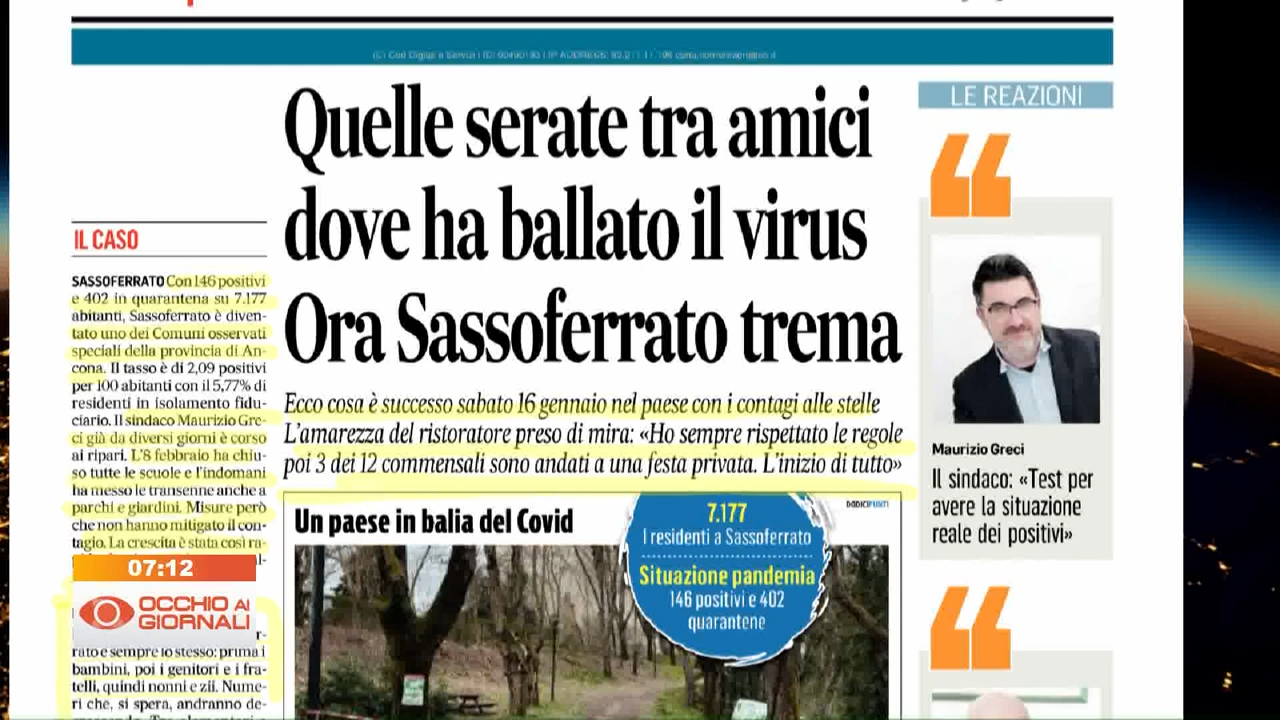 Quelle serate tra amici
dove ha ballato il virus
Ora Sassoferrato trema
Ecco cosa è successo sabato 16 gennaio nel paese con i contagi alle stelle
L'amarezza del ristoratore preso di mira: «Ho sempre rispettato le regole
poi 3 dei 12 commensali sono andati a una festa privata. L'inizio di tutto»
IL CASO
SASSOFERRATO Con 146 positivi
e 402 in quarantena su 7.177
abitanti, Sassoferrato è diven-
tato uno dei Comuni osservati
speciali della provincia di An-
cona. Il tasso è di 2,09 positivi
per 100 abitanti con il 5,77% di
residenti in isolamento fidu-
ciario. Il sindaco Maurizio Gre-
ci già da diversi giorni è corso
ai ripari. L'8 febbraio ha chiu-
so tutte le scuole e l'indomani
ha messo le transenne anche a
parchi e giardini. Misure però
che non hanno mitigato il con-
tagio. La crescita è stata così ra-
07:12
OCCHIO AI
GIORNALI
rato e sempre lo stesso: prima i
bambini, poi i genitori e i fra-
telli, quindi nonni e zii. Nume-
ri che, si spera, andranno de-
Un paese in balia del Covid
DODICIPUNTI
7.177
I residenti a Sassoferrato
Situazione pandemia
146 positivi e 402
quarantene
LE REAZIONI
Maurizio Greci
Il sindaco: «Test per
avere la situazione
reale dei positivi»